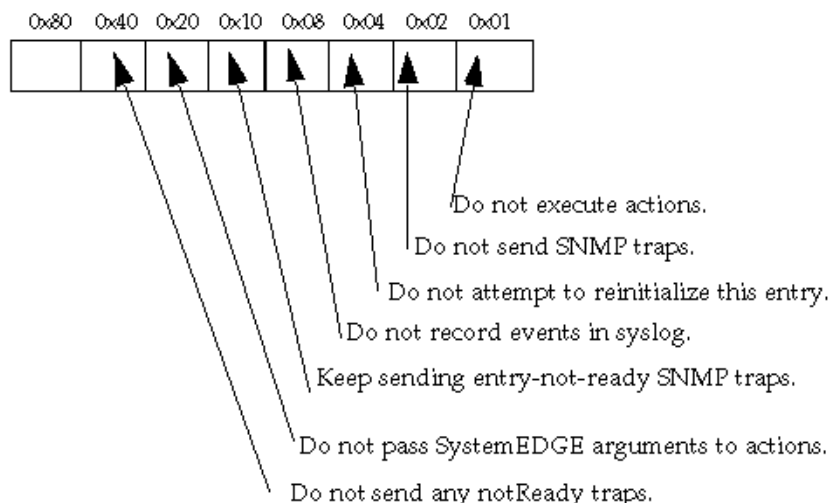 0x80 0x40 0x20 0x10 0x08 0x04 0x02 0x01
Do not execute actions.
Do not send SNMP traps.
Do not attempt to reinitialize this entry.
Do not record events in syslog.
Keep sending entry-not-ready SNMP traps.
Do not pass SystemEDGE arguments to actions.
Do not send any notReady traps.